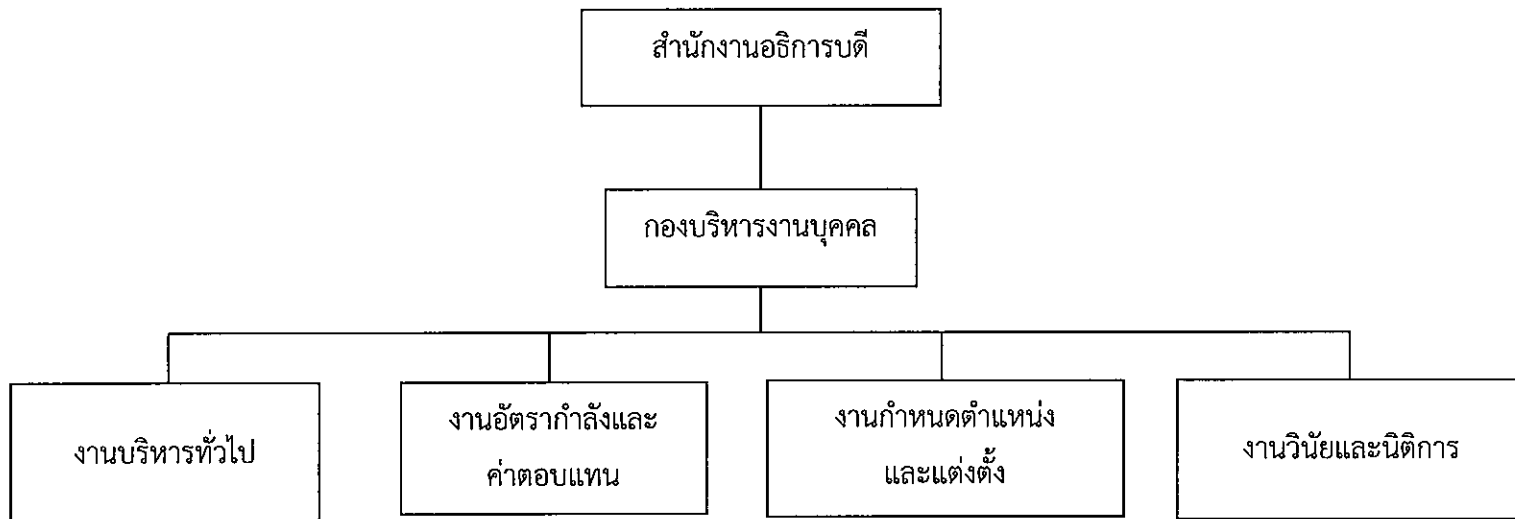 สำนักงานอธิการบดี
กองบริหารงานบุคคล
งานบริหารทั่วไป
งานอัตรากำลังและ
ค่าตอบแทน
งานกำหนดตำแหน่ง
และแต่งตั้ง
งานวินัยและนิติการ